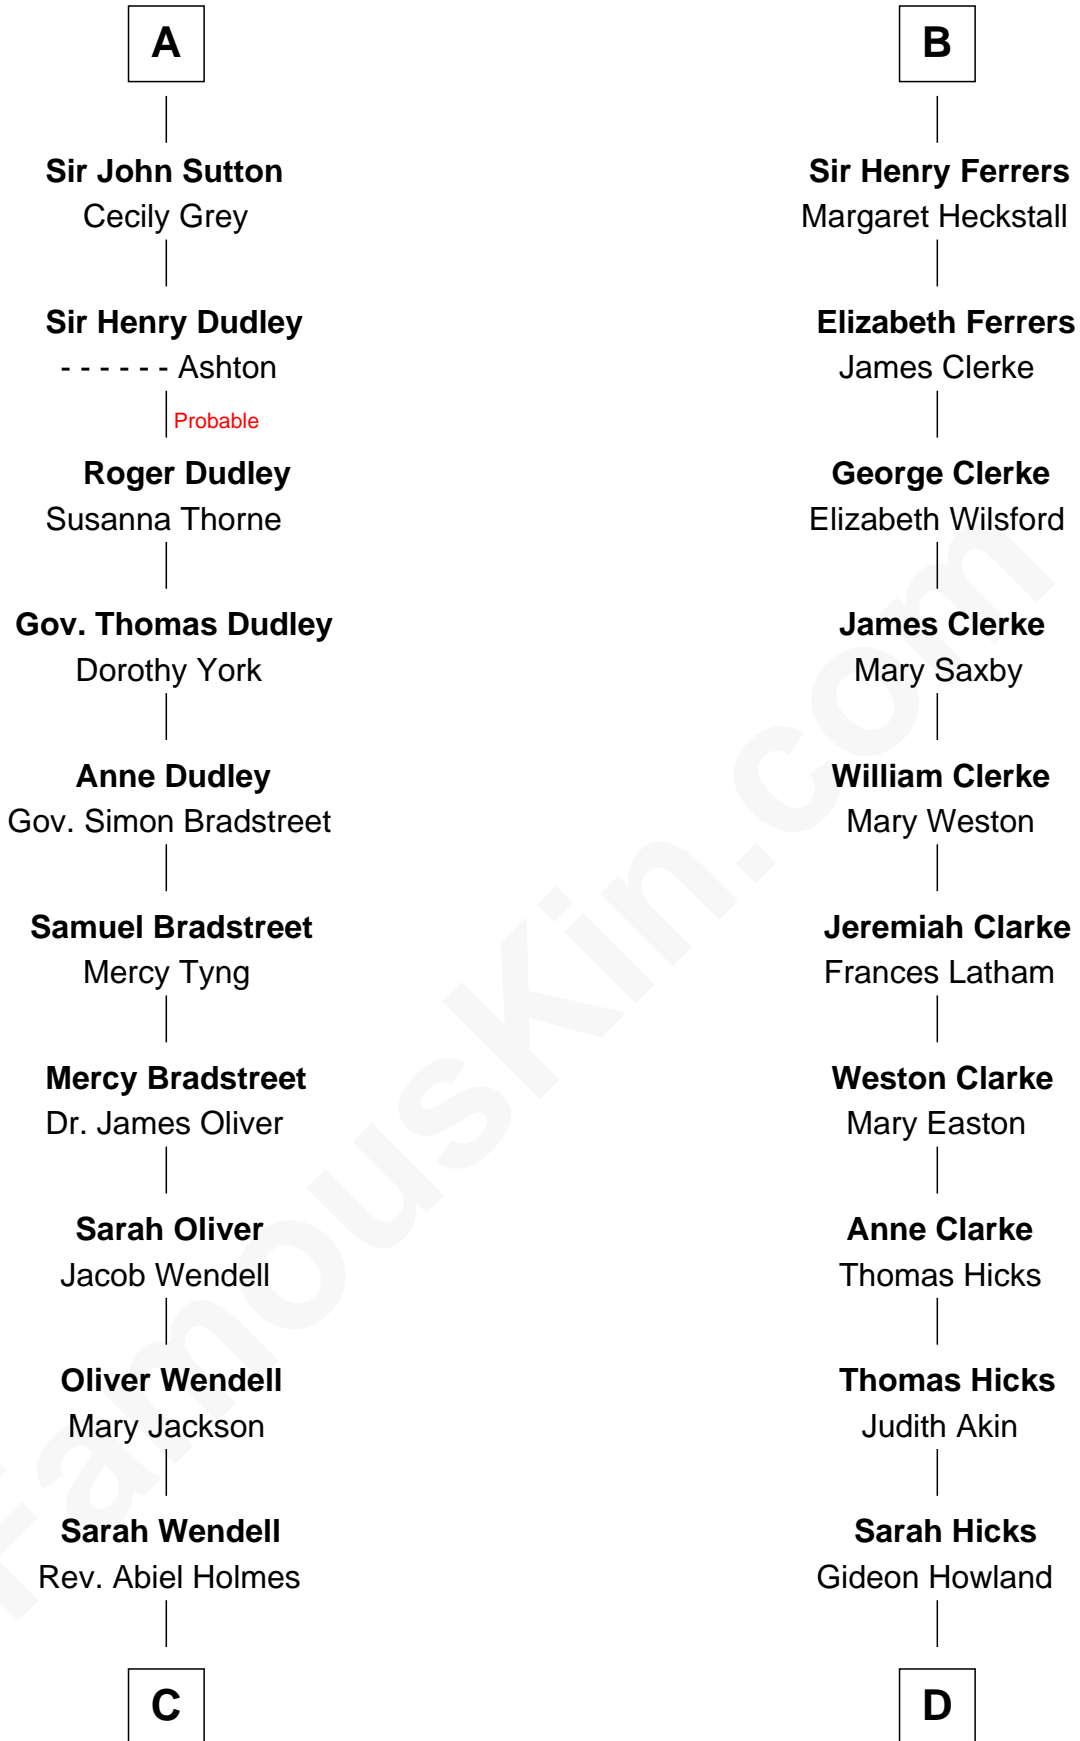 A
Sir John Sutton
Cecily Grey
Sir Henry Dudley
- - - - - - Ashton
Probable
Roger Dudley
Susanna Thorne
Gov. Thomas Dudley
Dorothy York
Anne Dudley
Gov. Simon Bradstreet
Samuel Bradstreet
Mercy Tyng
Mercy Bradstreet
Dr. James Oliver
Sarah Oliver
Jacob Wendell
Oliver Wendell
Mary Jackson
Sarah Wendell
Rev. Abiel Holmes
C
B
Sir Henry Ferrers
Margaret Heckstall
Elizabeth Ferrers
James Clerke
George Clerke
Elizabeth Wilsford
James Clerke
Mary Saxby
William Clerke
Mary Weston
Jeremiah Clarke
Frances Latham
Weston Clarke
Mary Easton
Anne Clarke
Thomas Hicks
Thomas Hicks
Judith Akin
Sarah Hicks
Gideon Howland
D
FamousKin.com